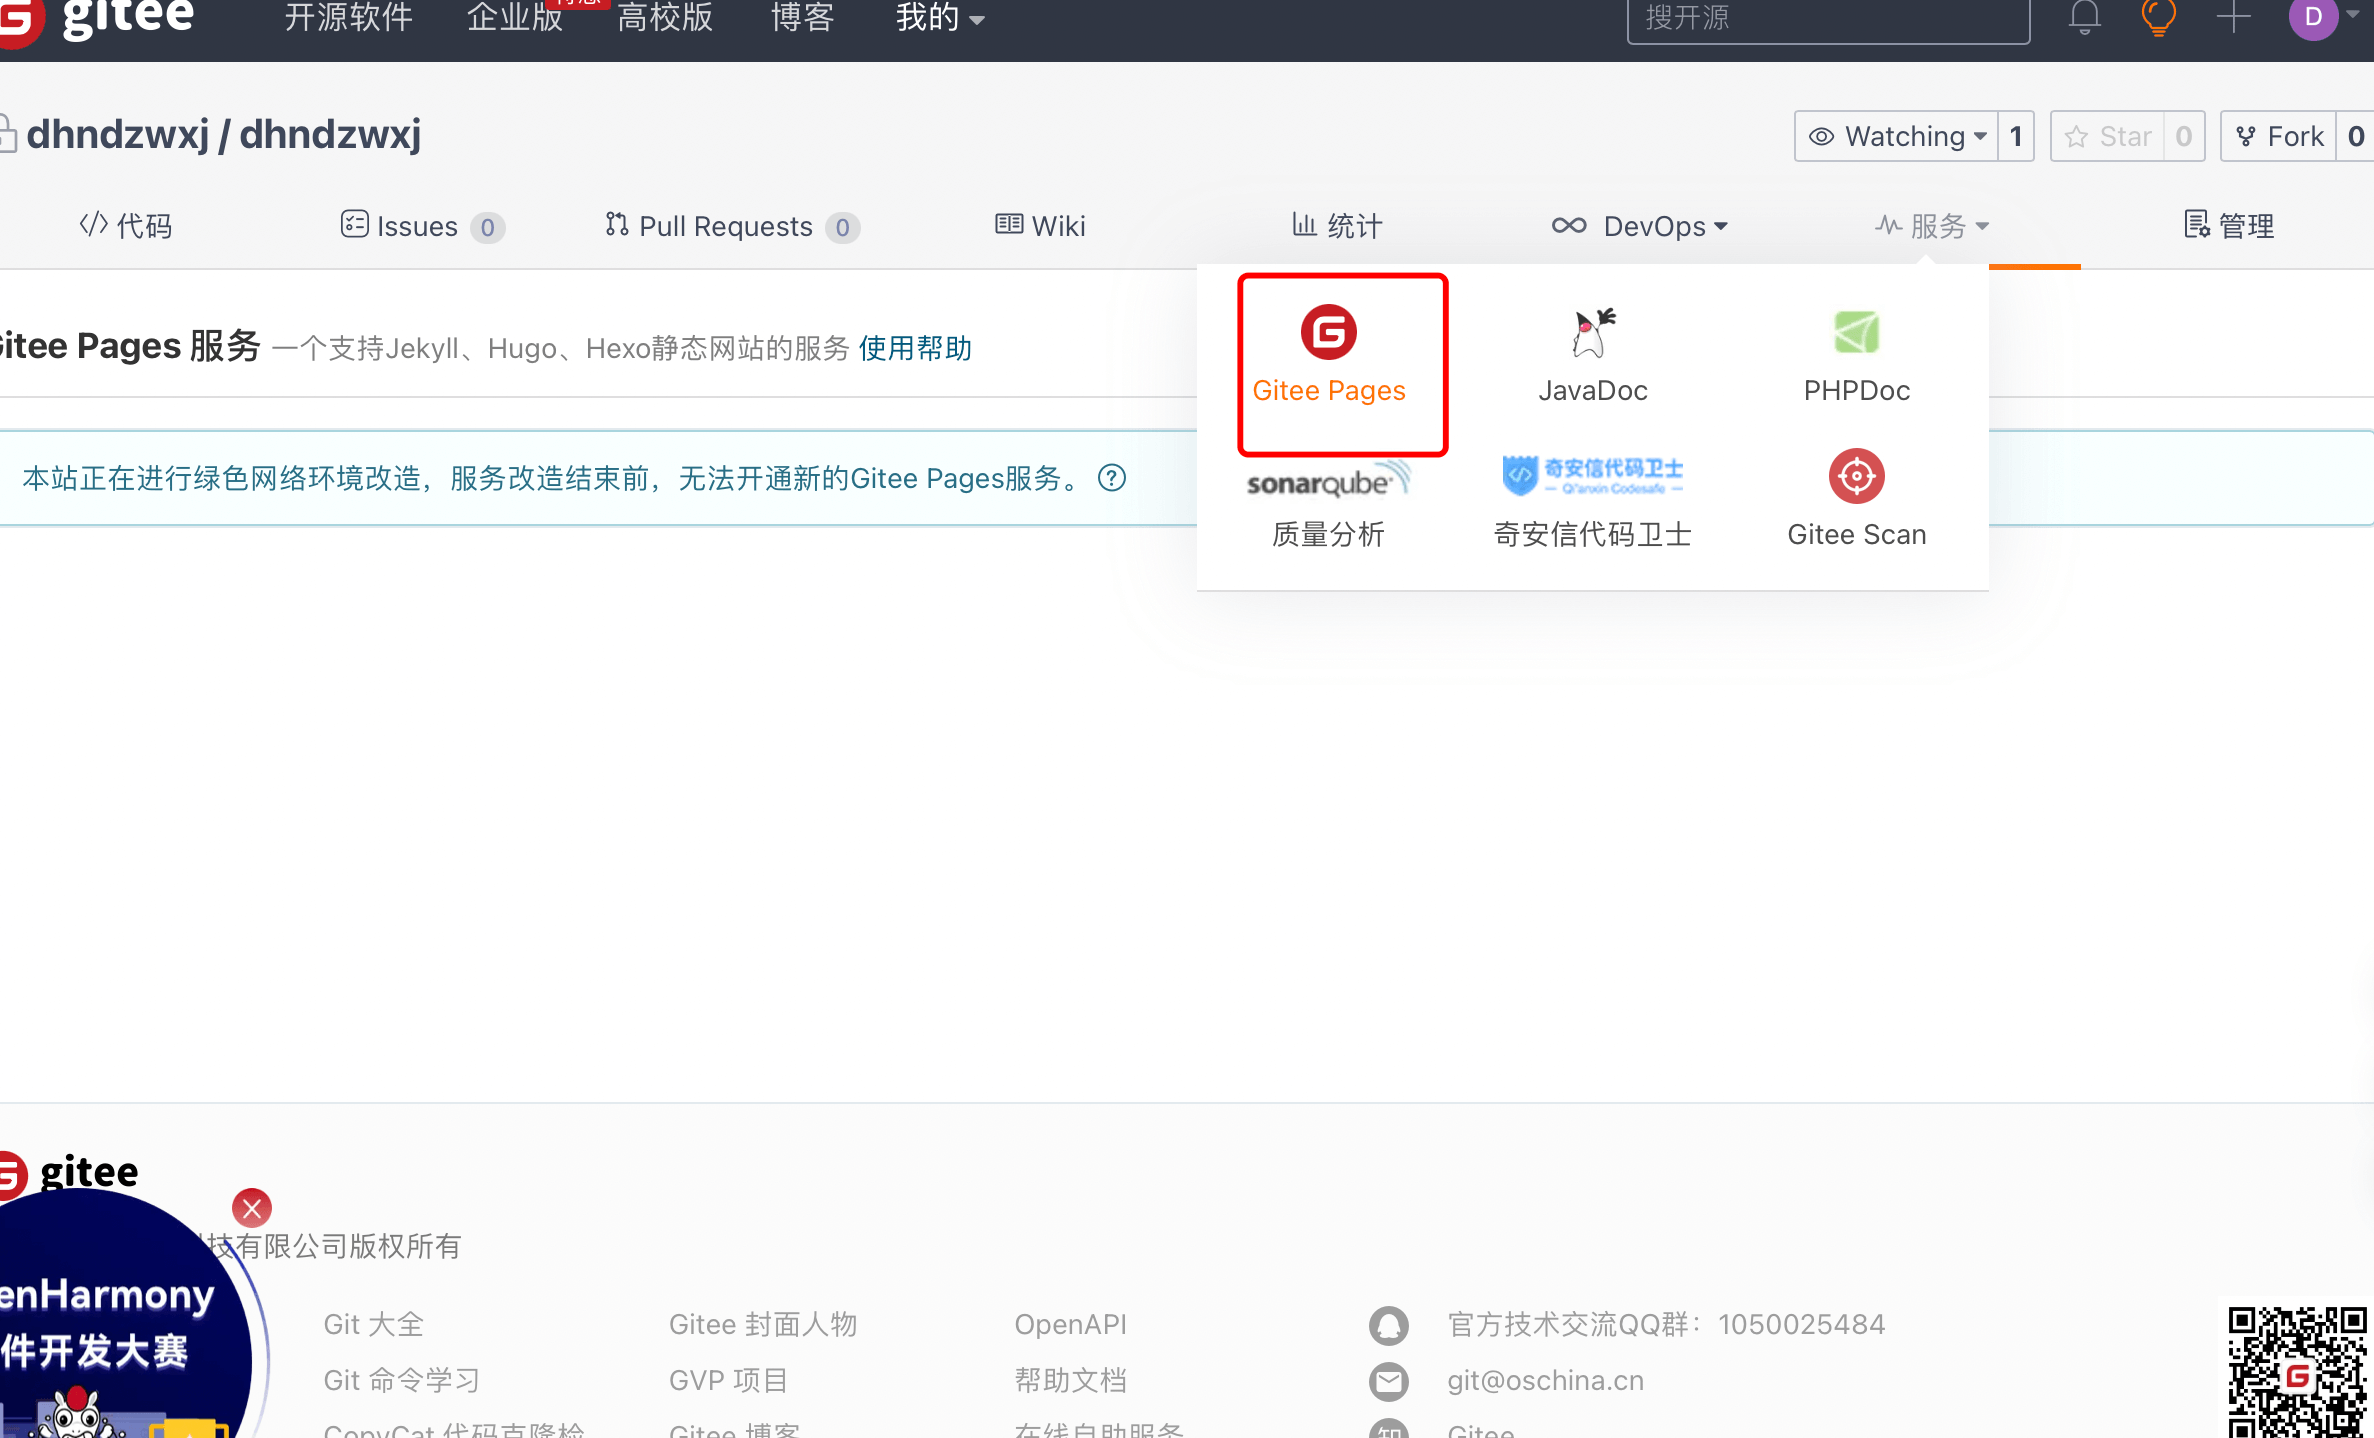 gitee
开源软件 企业版 高校版 博客 我的 搜开源 D
dhndzwxj / dhndzwxj
Watching 1 Star 0 Fork 0
代码 Issues 0 Pull Requests 0 Wiki 统计 DevOps 服务 管理
Gitee Pages 服务 一个支持Jekyll、Hugo、Hexo静态网站的服务 使用帮助
Gitee Pages JavaDoc PHPDoc
本站正在进行绿色网络环境改造，服务改造结束前，无法开通新的Gitee Pages服务。 ?
sonarqube 奇安信代码卫士
Qi'anxin Codesafe
质量分析 奇安信代码卫士 Gitee Scan
gitee
技有限公司版权所有
enHarmony
件开发大赛
Git 大全 Gitee 封面人物 OpenAPI 官方技术交流QQ群：1050025484
Git 命令学习 GVP 项目 帮助文档 git@oschina.cn
CopyCat 代码克隆检 Gitee 博客 在线自助服务 知 Gitee